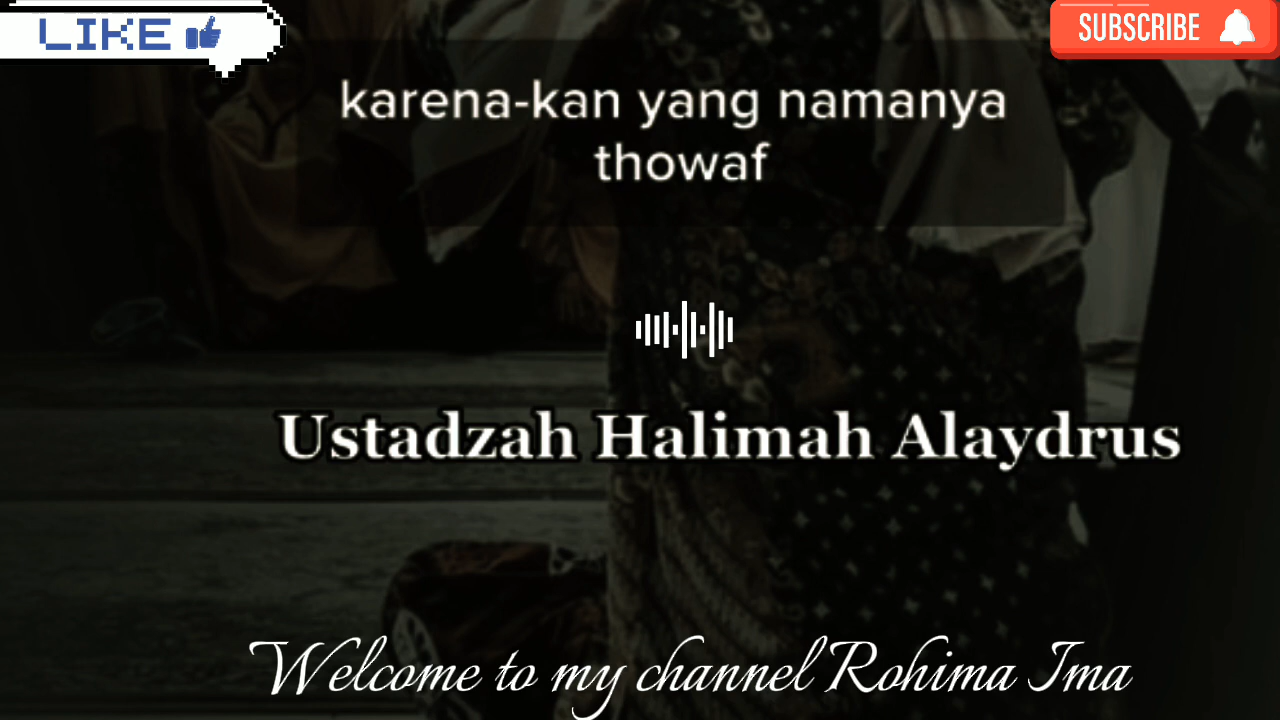 LIKE
SUBSCRIBE
karena-kan yang namanya
thowaf
Ustadzah Halimah Alaydrus
Welcome to my channel Rohima Ima